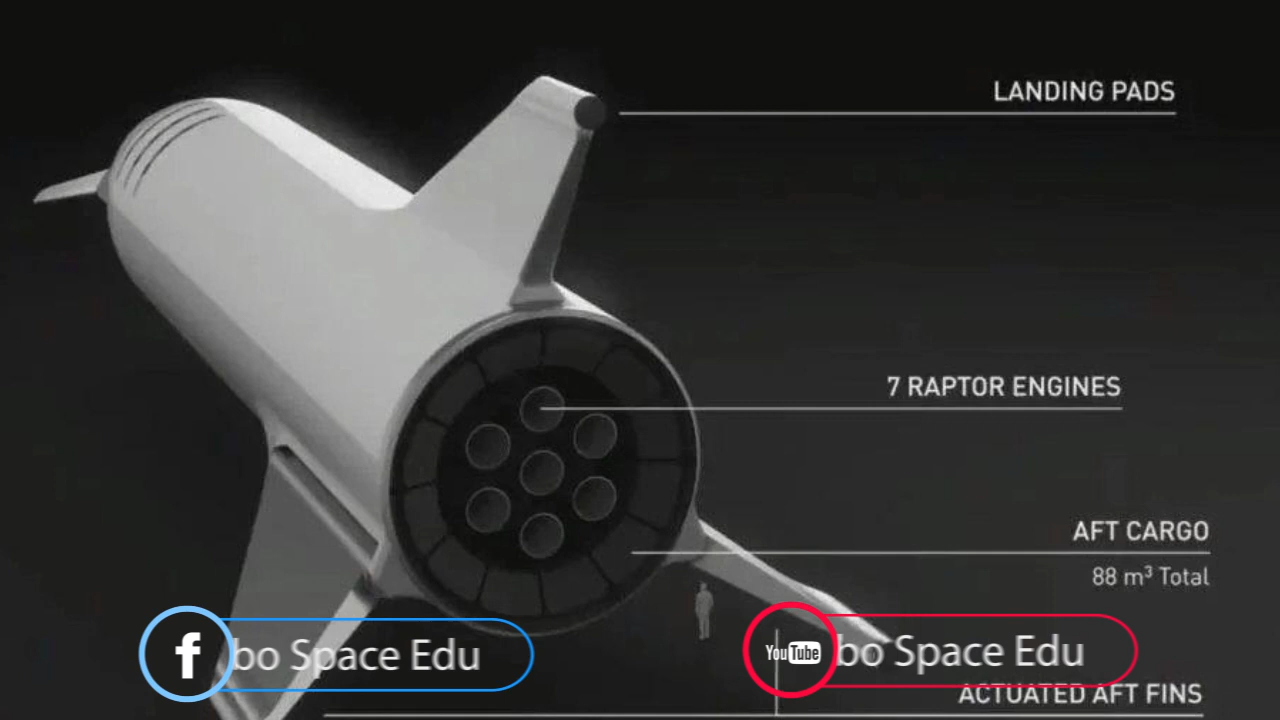 LANDING PADS
7 RAPTOR ENGINES
AFT CARGO
88 m³ Total
f bo Space Edu
YouTube bo Space Edu
ACTUATED AFT FINS